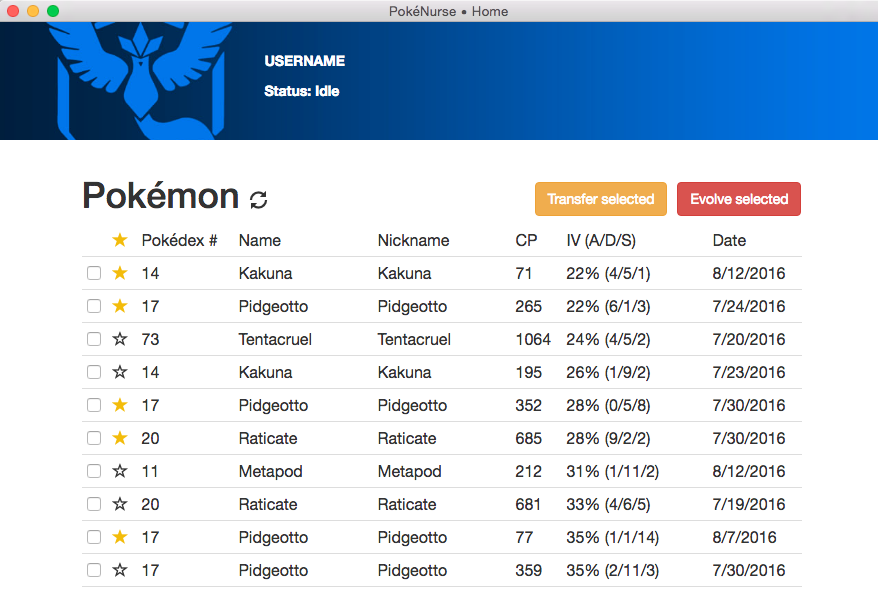 PokéNurse • Home
USERNAME
Status: Idle
Pokémon
Transfer selected Evolve selected
Pokédex # Name Nickname CP IV (A/D/S) Date
14 Kakuna Kakuna 71 22% (4/5/1) 8/12/2016
17 Pidgeotto Pidgeotto 265 22% (6/1/3) 7/24/2016
73 Tentacruel Tentacruel 1064 24% (4/5/2) 7/20/2016
14 Kakuna Kakuna 195 26% (1/9/2) 7/23/2016
17 Pidgeotto Pidgeotto 352 28% (0/5/8) 7/30/2016
20 Raticate Raticate 685 28% (9/2/2) 7/30/2016
11 Metapod Metapod 212 31% (1/11/2) 8/12/2016
20 Raticate Raticate 681 33% (4/6/5) 7/19/2016
17 Pidgeotto Pidgeotto 77 35% (1/1/14) 8/7/2016
17 Pidgeotto Pidgeotto 359 35% (2/11/3) 7/30/2016